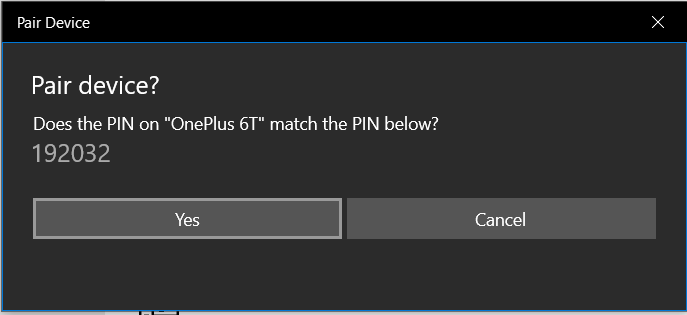 Pair Device
Pair device?
Does the PIN on "OnePlus 6T" match the PIN below?
192032
Yes
Cancel